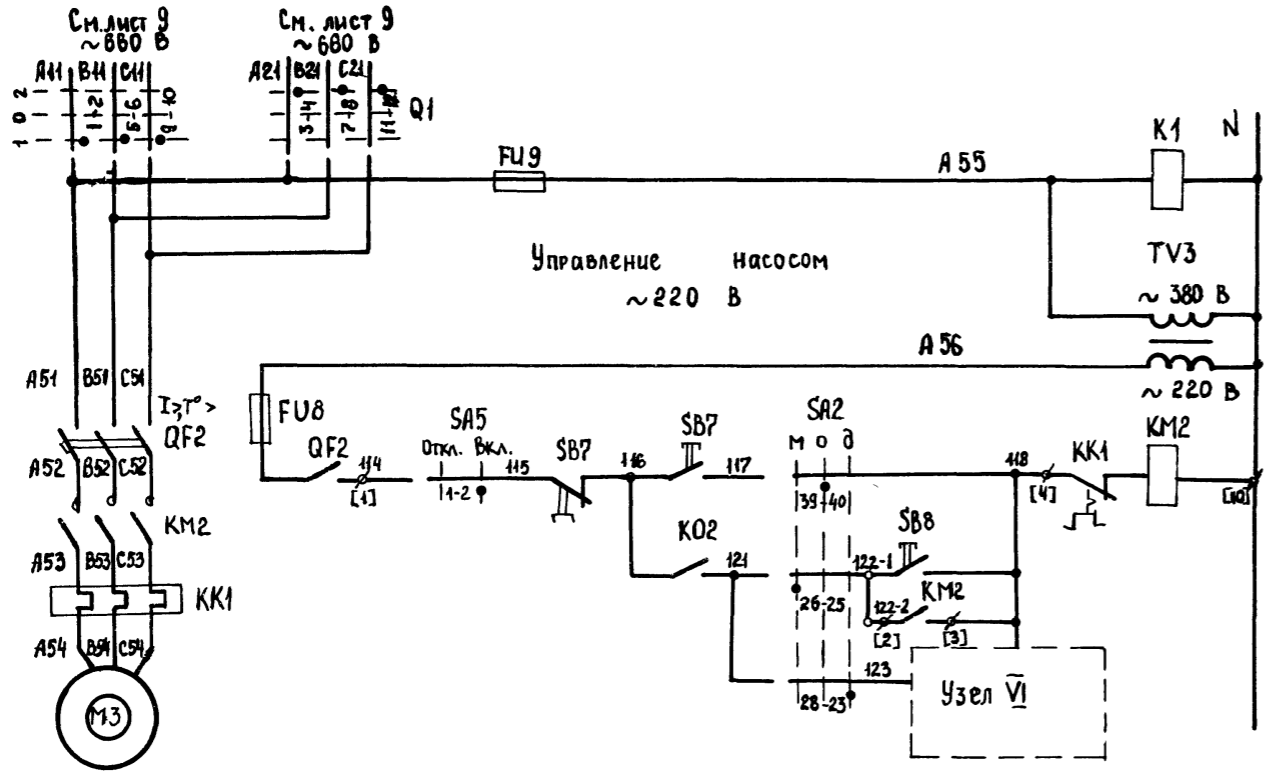 См. лист 9
~660 В
См. лист 9
~680 В
A11 B11 C11
A21 B21 C21
2
0
1
1-2
5-6
9-10
3-4
7-8
11-12
Q1
FU9
A55
K1
N
Управление насосом
~220 В
TV3
~380 В
A56
~220 В
A51 B51 C51
I>,T°>
QF2
FU8
QF2
114
[1]
SA5
Откл. Вкл.
1-2
115
SB7
116
SB7
117
SA2
м о д
39-40
118
[4]
KK1
KM2
[10]
A52 B52 C52
KM2
KO2
121
26-25
122-1
SB8
122-2
KM2
[2]
[3]
A53 B53 C53
KK1
A54 B54 C54
M3
28-23
123
Узел VI